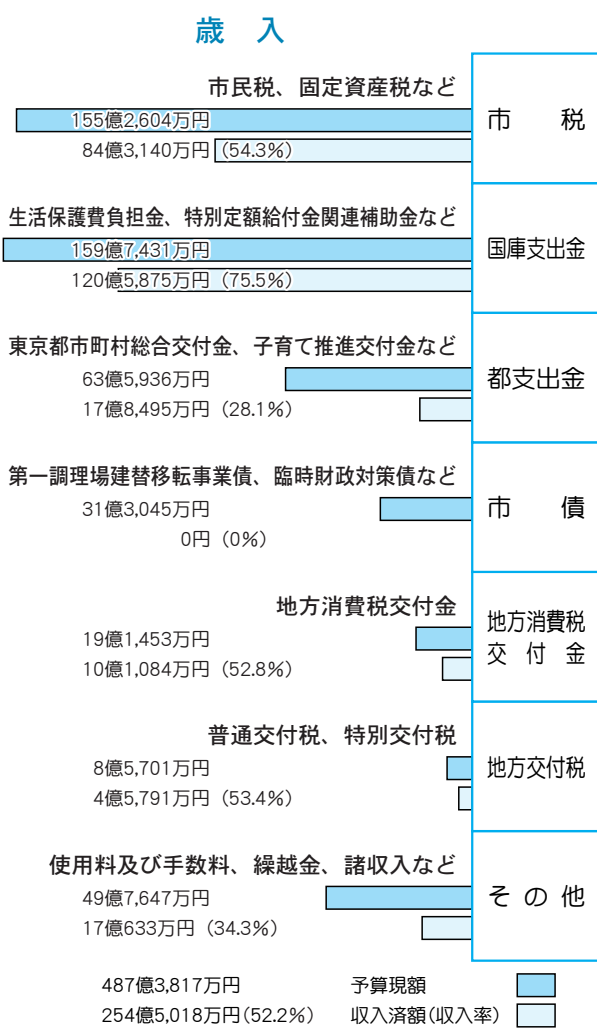 歳 入
市民税、固定資産税など
155億2,604万円
84億3,140万円(54.3%)
市 税
生活保護費負担金、特別定額給付金関連補助金など
159億7,431万円
120億5,875万円(75.5%)
国庫支出金
東京都市町村総合交付金、子育て推進交付金など
63億5,936万円
17億8,495万円(28.1%)
都支出金
第一調理場建替移転事業債、臨時財政対策債など
31億3,045万円
0円(0%)
市 債
地方消費税交付金
19億1,453万円
10億1,084万円(52.8%)
地方消費税
交 付 金
普通交付税、特別交付税
8億5,701万円
4億5,791万円(53.4%)
地方交付税
使用料及び手数料、繰越金、諸収入など
49億7,647万円
17億633万円(34.3%)
そ の 他
487億3,817万円 予算現額
254億5,018万円(52.2%) 収入済額(収入率)